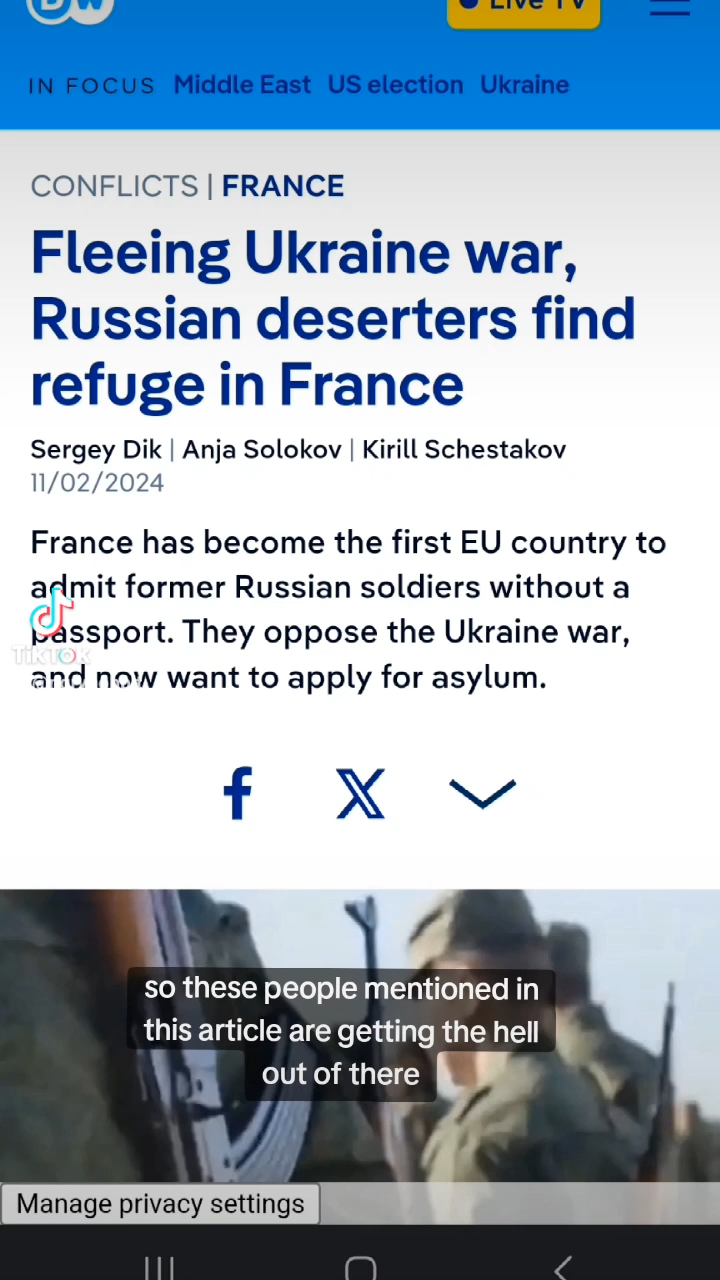 DW
Live TV
IN FOCUS Middle East US election Ukraine
CONFLICTS | FRANCE
Fleeing Ukraine war,
Russian deserters find
refuge in France
Sergey Dik | Anja Solokov | Kirill Schestakov
11/02/2024
France has become the first EU country to
admit former Russian soldiers without a
passport. They oppose the Ukraine war,
and now want to apply for asylum.
TikTok
so these people mentioned in
this article are getting the hell
out of there
Manage privacy settings